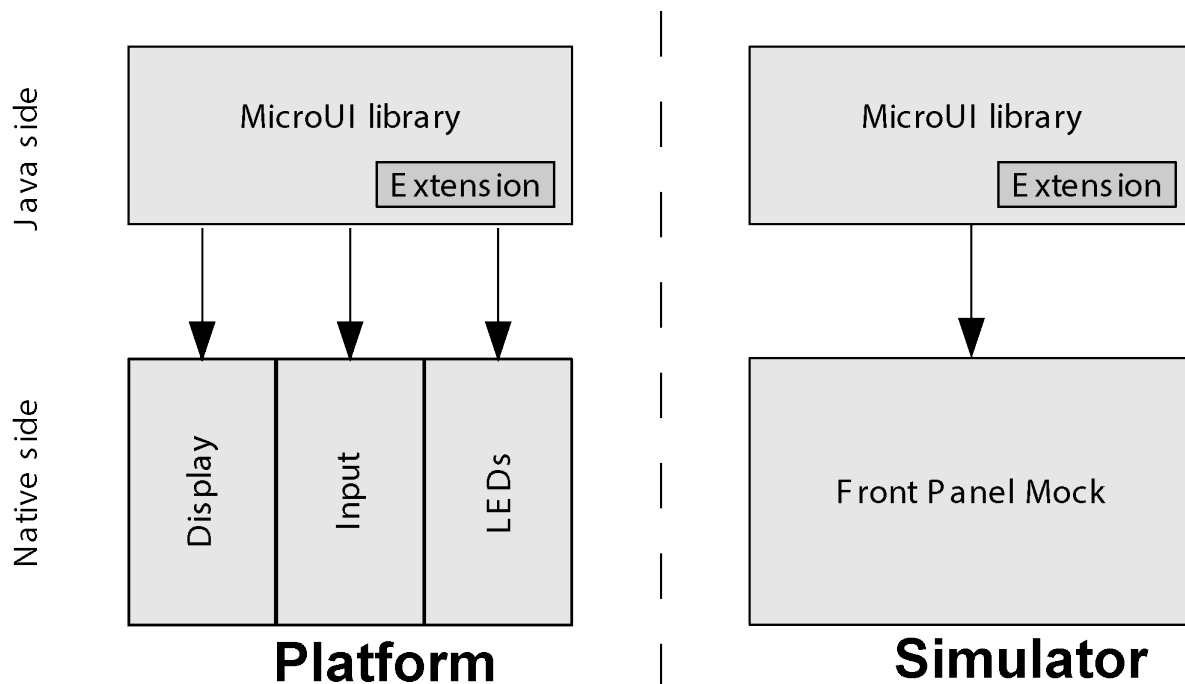 Java side
MicroUI library
Extension
MicroUI library
Extension
Native side
Display
Input
LEDs
Front Panel Mock
Platform
Simulator